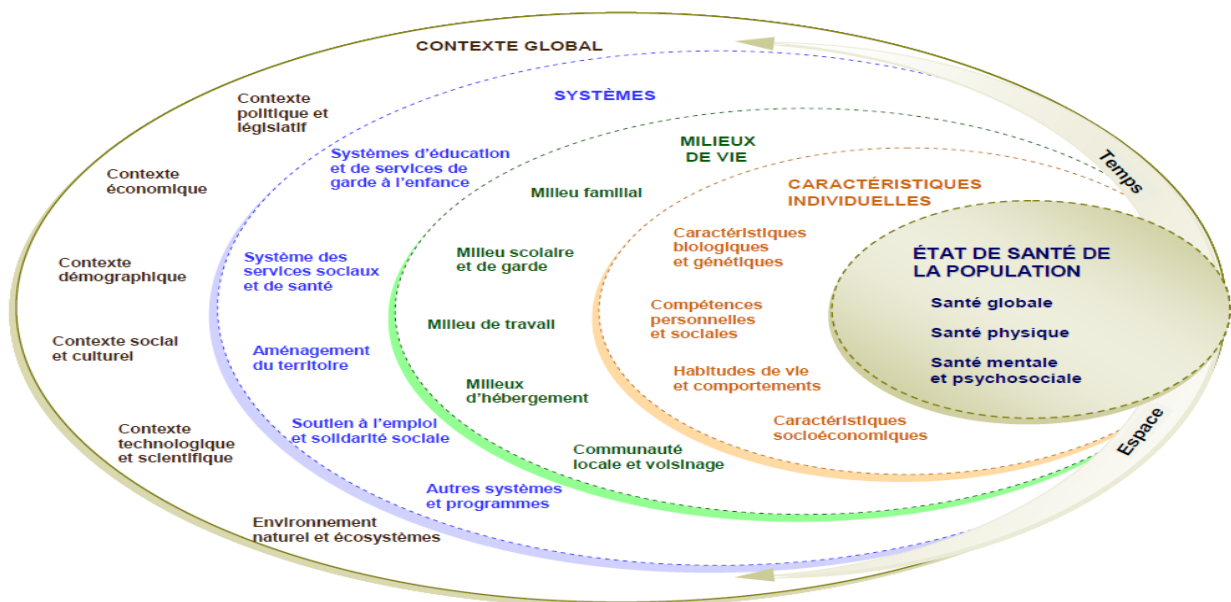 CONTEXTE GLOBAL
Contexte
politique et
législatif
Contexte
économique
Contexte
démographique
Contexte social
et culturel
Contexte
technologique
et scientifique
Environnement
naturel et écosystèmes
SYSTÈMES
Systèmes d'éducation
et de services de
garde à l'enfance
Système des
services sociaux
et de santé
Aménagement
du territoire
Soutien à l'emploi
et solidarité sociale
Autres systèmes
et programmes
MILIEUX
DE VIE
Milieu familial
Milieu scolaire
et de garde
Milieu de travail
Milieux
d'hébergement
Communauté
locale et voisinage
CARACTÉRISTIQUES
INDIVIDUELLES
Caractéristiques
biologiques
et génétiques
Compétences
personnelles
et sociales
Habitudes de vie
et comportements
Caractéristiques
socioéconomiques
ÉTAT DE SANTÉ DE
LA POPULATION
Santé globale
Santé physique
Santé mentale
et psychosociale
Temps
Espace